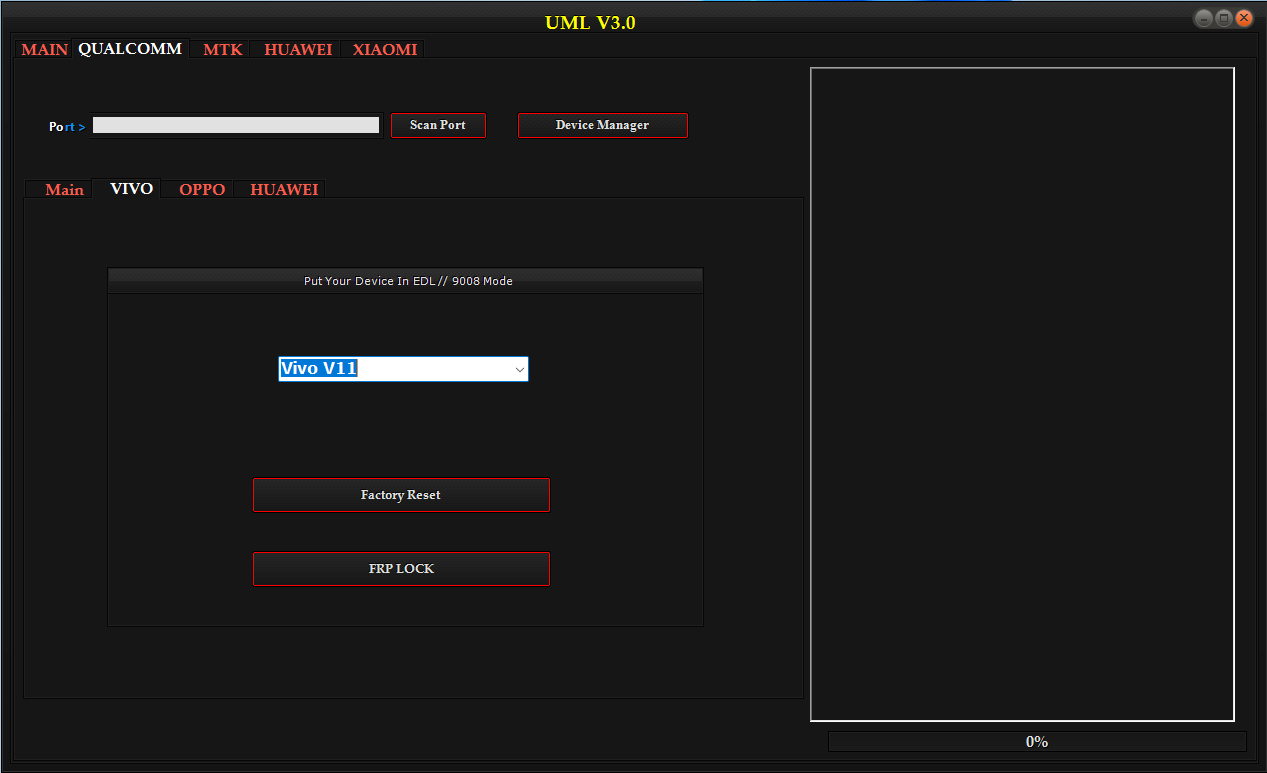 UML V3.0
MAIN QUALCOMM MTK HUAWEI XIAOMI
Port > Scan Port Device Manager
Main VIVO OPPO HUAWEI
Put Your Device In EDL // 9008 Mode
Vivo V11
Factory Reset
FRP LOCK
0%